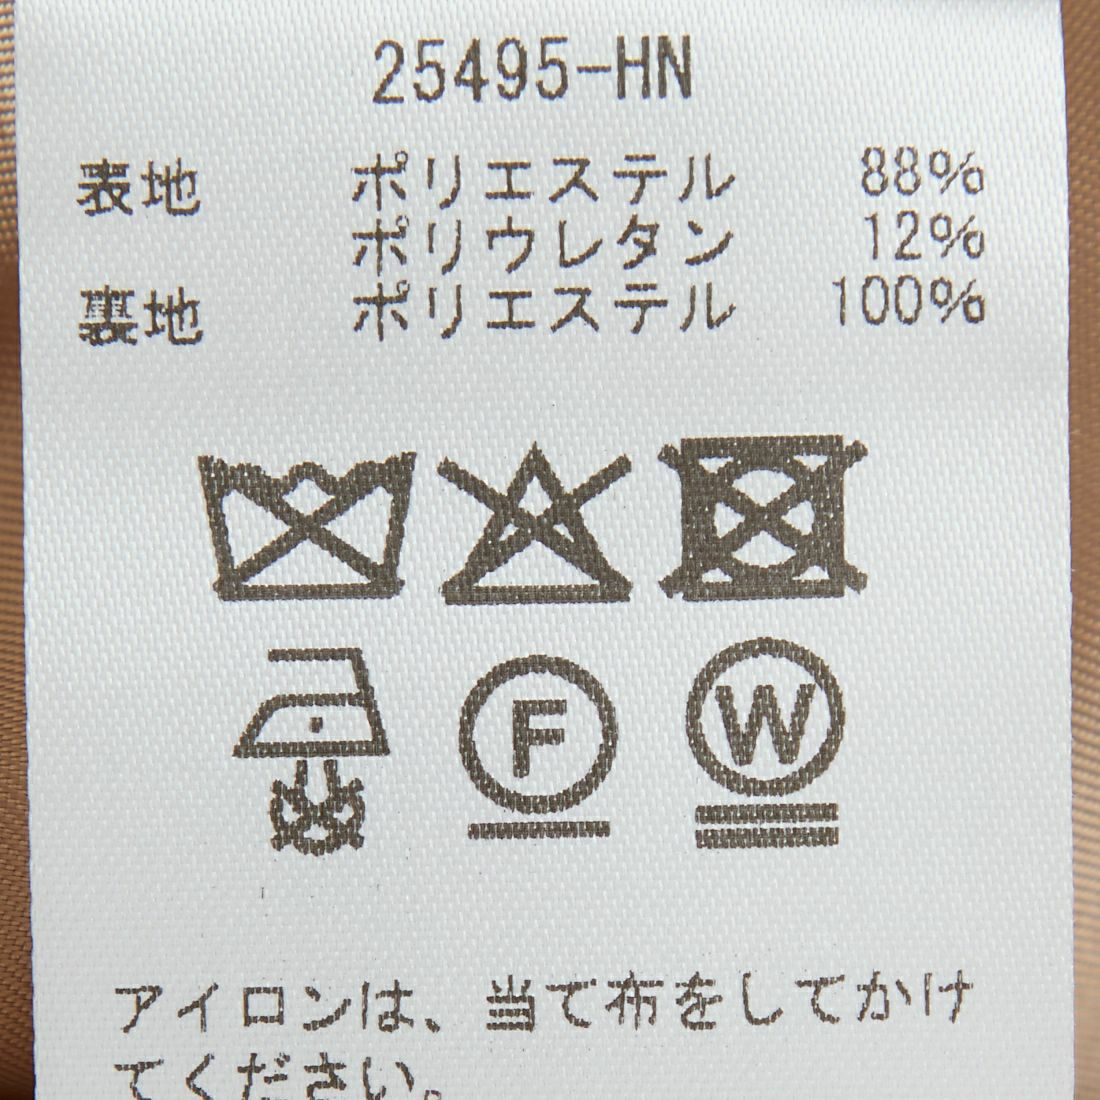 25495-HN
表地 ポリエステル 88%
ポリウレタン 12%
裏地 ポリエステル 100%
F W
アイロンは、当て布をしてかけ
てください。